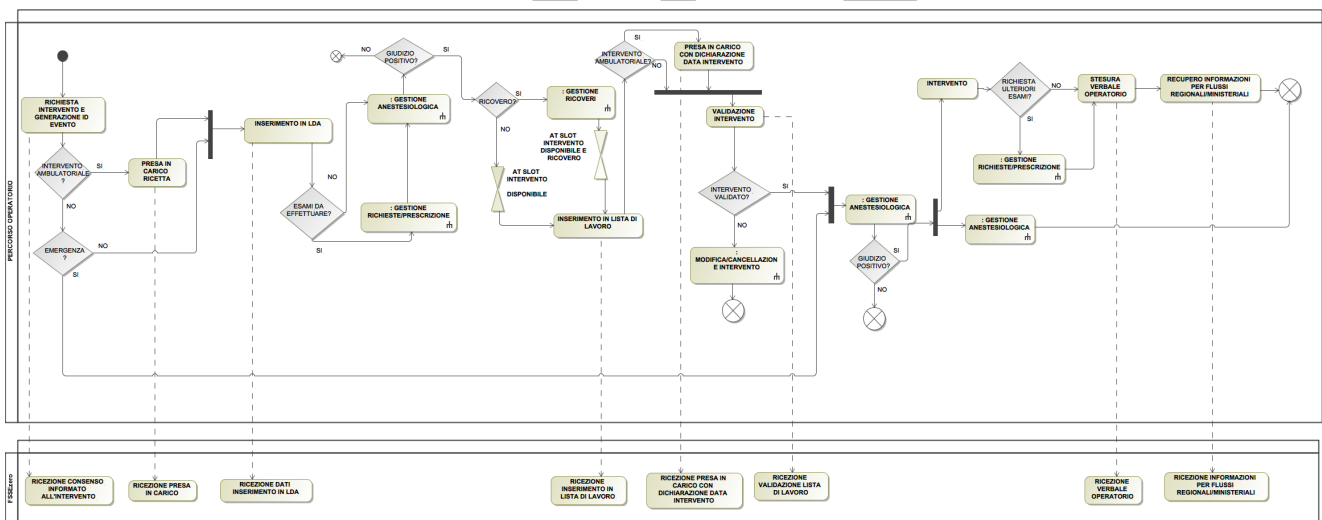 PERCORSO OPERATORIO
RICHIESTA
INTERVENTO E
GENERAZIONE ID
EVENTO
INTERVENTO
AMBULATORIALE
?
SI
NO
PRESA IN
CARICO
RICETTA
EMERGENZA
?
NO
SI
INSERIMENTO IN LDA
ESAMI DA
EFFETTUARE?
NO
SI
: GESTIONE
RICHIESTE/PRESCRIZIONE
: GESTIONE
ANESTESIOLOGICA
GIUDIZIO
POSITIVO?
NO
SI
RICOVERO?
SI
NO
: GESTIONE
RICOVERI
AT SLOT
INTERVENTO
DISPONIBILE
AT SLOT
INTERVENTO
DISPONIBILE E
RICOVERO
INSERIMENTO IN LISTA DI
LAVORO
INTERVENTO
AMBULATORIALE?
SI
NO
PRESA IN CARICO
CON DICHIARAZIONE
DATA INTERVENTO
VALIDAZIONE
INTERVENTO
INTERVENTO
VALIDATO?
SI
NO
:
MODIFICA/CANCELLAZION
E INTERVENTO
: GESTIONE
ANESTESIOLOGICA
GIUDIZIO
POSITIVO?
SI
NO
INTERVENTO
: GESTIONE
ANESTESIOLOGICA
RICHIESTA
ULTERIORI
ESAMI?
NO
SI
: GESTIONE
RICHIESTE/PRESCRIZIONE
STESURA
VERBALE
OPERATORIO
RECUPERO INFORMAZIONI
PER FLUSSI
REGIONALI/MINISTERIALI
FSSEzero
RICEZIONE CONSENSO
INFORMATO
ALL'INTERVENTO
RICEZIONE PRESA
IN CARICO
RICEZIONE DATI
INSERIMENTO IN LDA
RICEZIONE
INSERIMENTO IN
LISTA DI LAVORO
RICEZIONE PRESA IN
CARICO CON
DICHIARAZIONE DATA
INTERVENTO
RICEZIONE
VALIDAZIONE LISTA
DI LAVORO
RICEZIONE
VERBALE
OPERATORIO
RICEZIONE INFORMAZIONI
PER FLUSSI
REGIONALI/MINISTERIALI